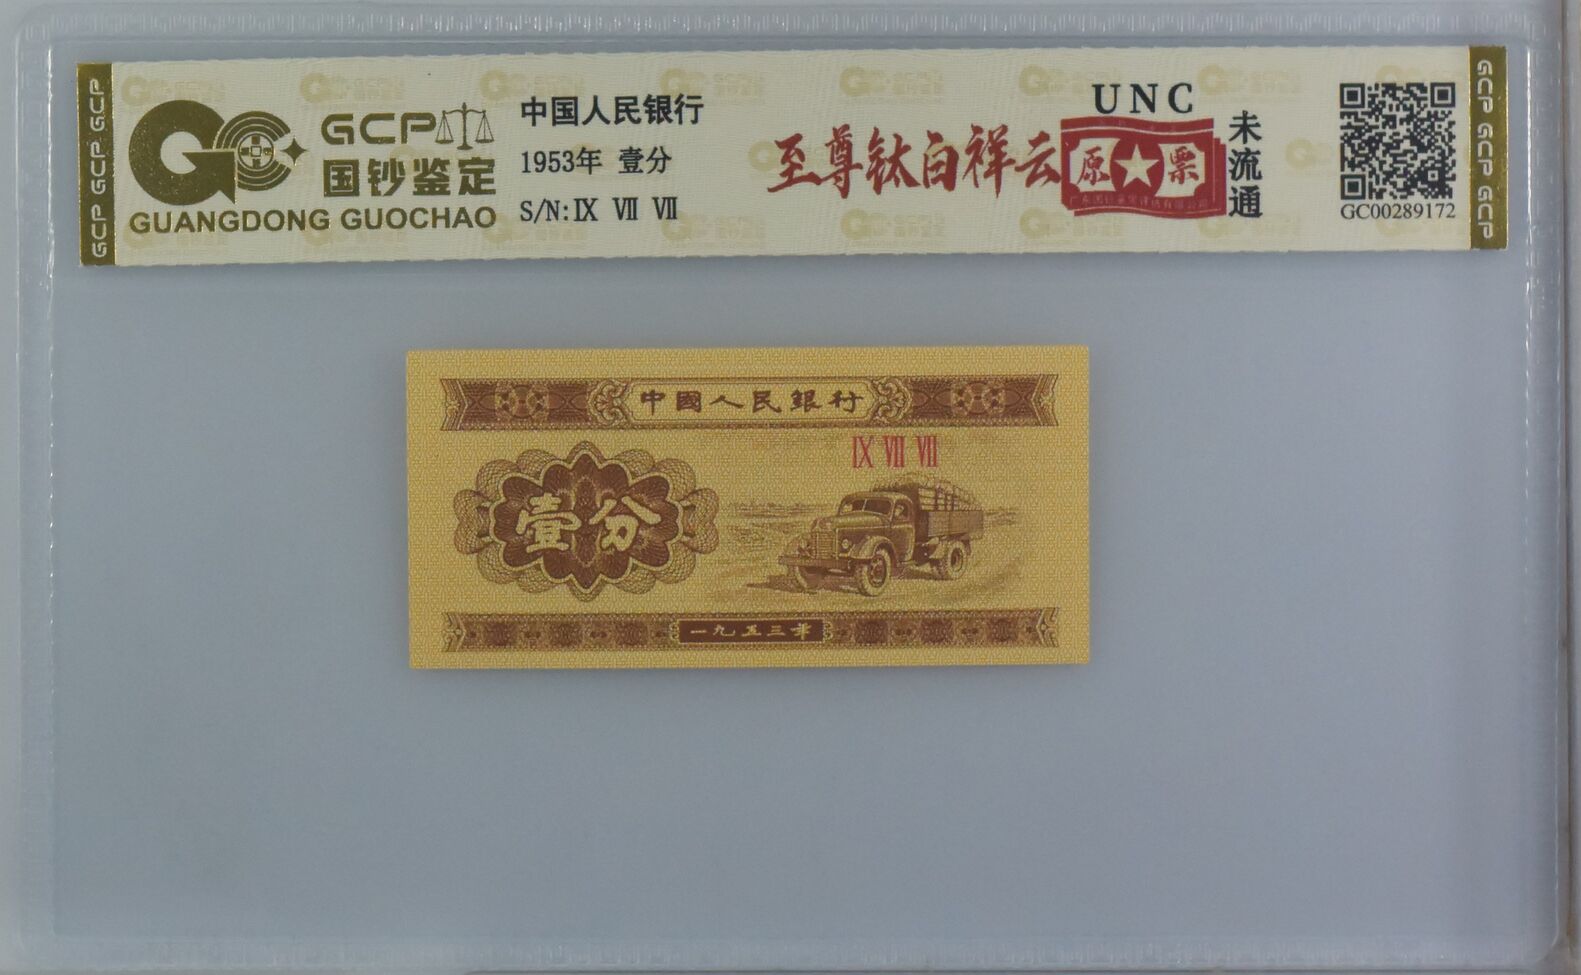 GCP GCP GCP
GCP
国钞鉴定
GUANGDONG GUOCHAO
中国人民银行
1953年 壹分
S/N:Ⅸ Ⅶ Ⅶ
至尊钛白祥云
UNC
原★票
未流通
GC00289172
GCP GCP GCP
中國人民銀行
Ⅸ Ⅶ Ⅶ
壹分
一九五三年